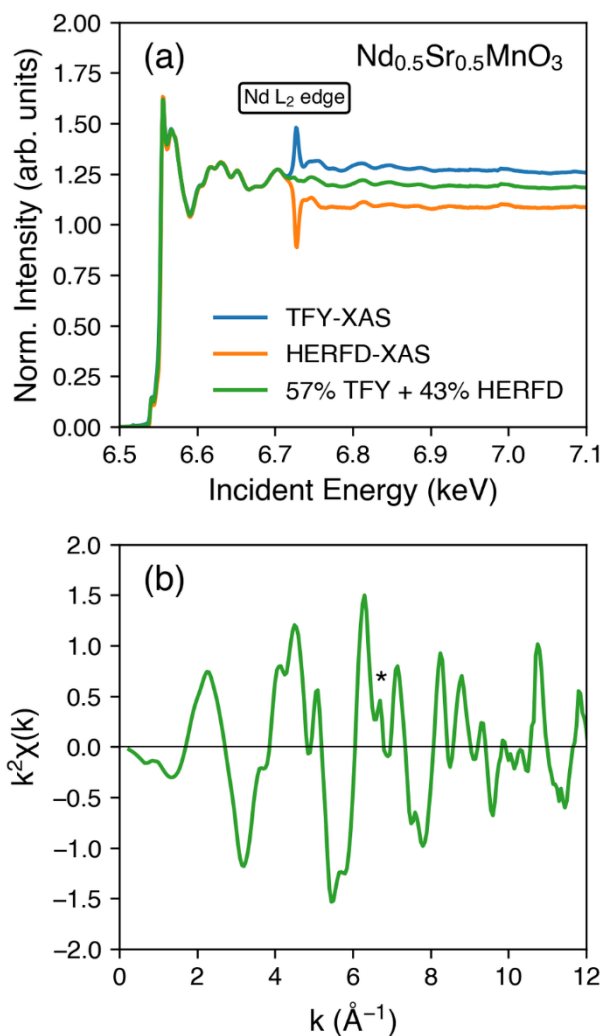 2.00
(a)
Nd₀.₅Sr₀.₅MnO₃
1.75
Nd L₂ edge
1.50
1.25
1.00
0.75
TFY-XAS
0.50
HERFD-XAS
0.25
57% TFY + 43% HERFD
0.00
6.5 6.6 6.7 6.8 6.9 7.0 7.1
Norm. Intensity (arb. units)
Incident Energy (keV)
2.0
(b)
1.5
1.0
*
0.5
0.0
−0.5
−1.0
−1.5
−2.0
0 2 4 6 8 10 12
k²χ(k)
k (Å⁻¹)